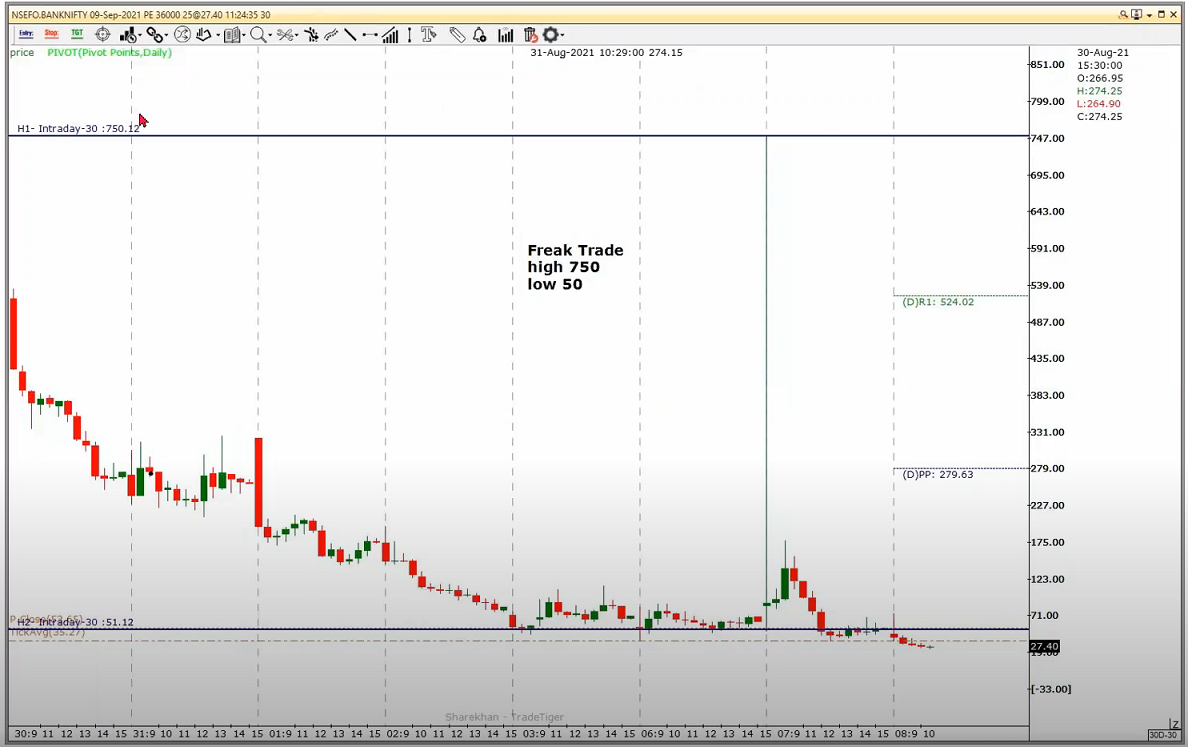 NSEFO.BANKNIFTY 09-Sep-2021 PE 36000 25@27.40 11:24:35 30
Entry: Stop: TGT
price PIVOT(Pivot Points,Daily)
31-Aug-2021 10:29:00 274.15
30-Aug-21
15:30:00
O:266.95
H:274.25
L:264.90
C:274.25
851.00
799.00
H1- Intraday-30 :750.12
747.00
695.00
643.00
Freak Trade
high 750
low 50
591.00
539.00
(D)R1: 524.02
487.00
435.00
383.00
331.00
279.00
(D)PP: 279.63
227.00
175.00
123.00
71.00
H2- Intraday-30 :51.12
TickAvg(35.27)
27.40
[-33.00]
Sharekhan - TradeTiger
30:9 11 12 13 14 15 31:9 10 11 12 13 14 15 01:9 10 11 12 13 14 15 02:9 10 11 12 13 14 15 03:9 10 11 12 13 14 15 06:9 10 11 12 13 14 15 07:9 11 12 13 14 15 08:9 10
30D-30